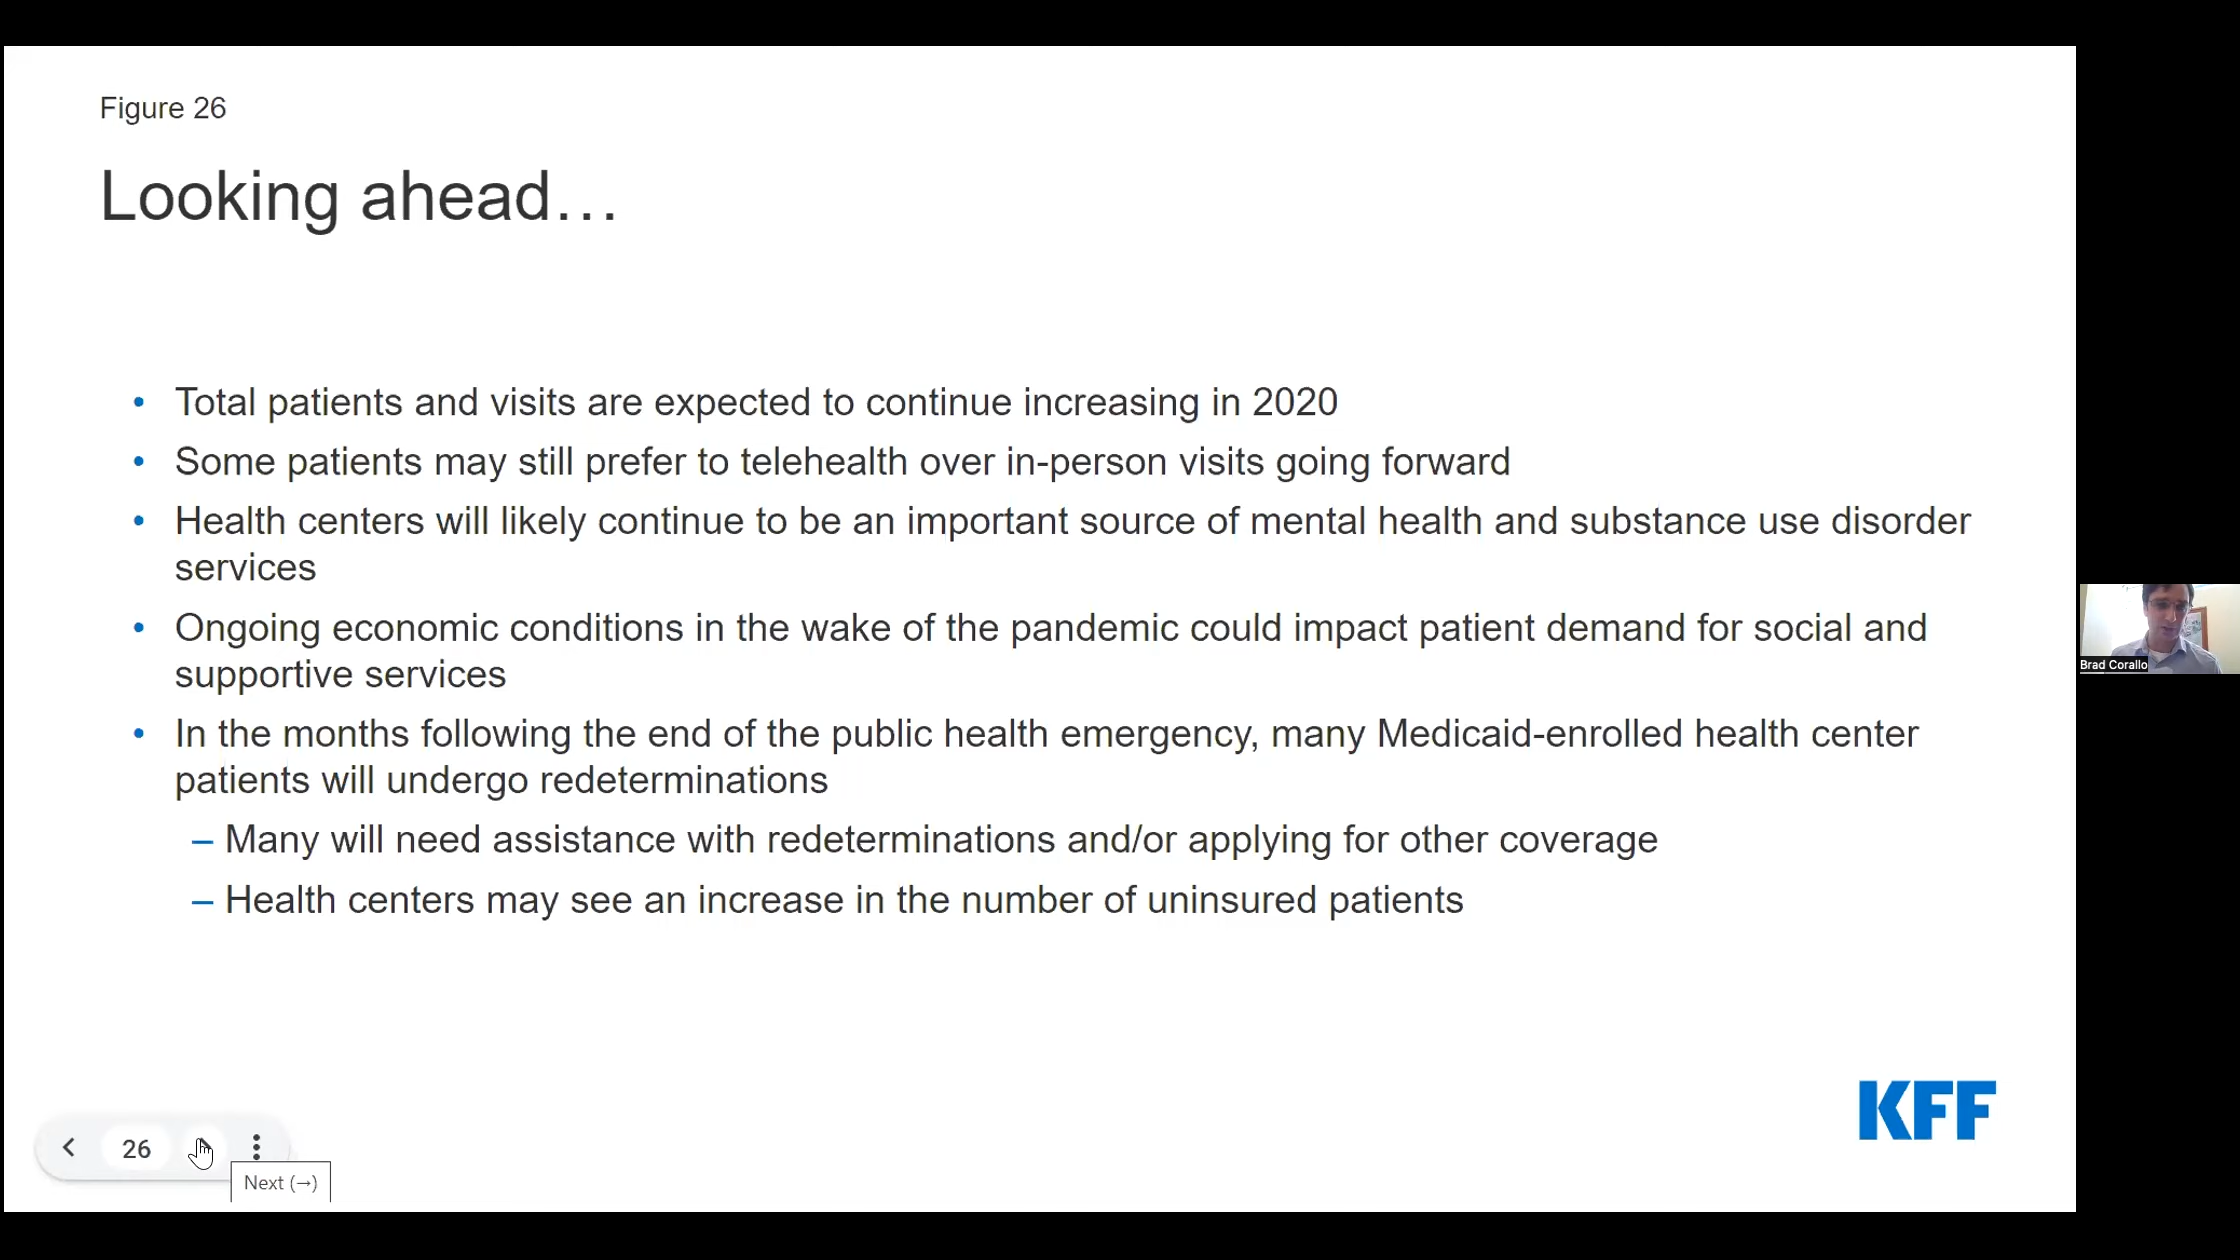 Figure 26
Looking ahead…
• Total patients and visits are expected to continue increasing in 2020
• Some patients may still prefer to telehealth over in-person visits going forward
• Health centers will likely continue to be an important source of mental health and substance use disorder
services
• Ongoing economic conditions in the wake of the pandemic could impact patient demand for social and
supportive services
• In the months following the end of the public health emergency, many Medicaid-enrolled health center
patients will undergo redeterminations
– Many will need assistance with redeterminations and/or applying for other coverage
– Health centers may see an increase in the number of uninsured patients
Brad Corallo
KFF
26
Next (→)